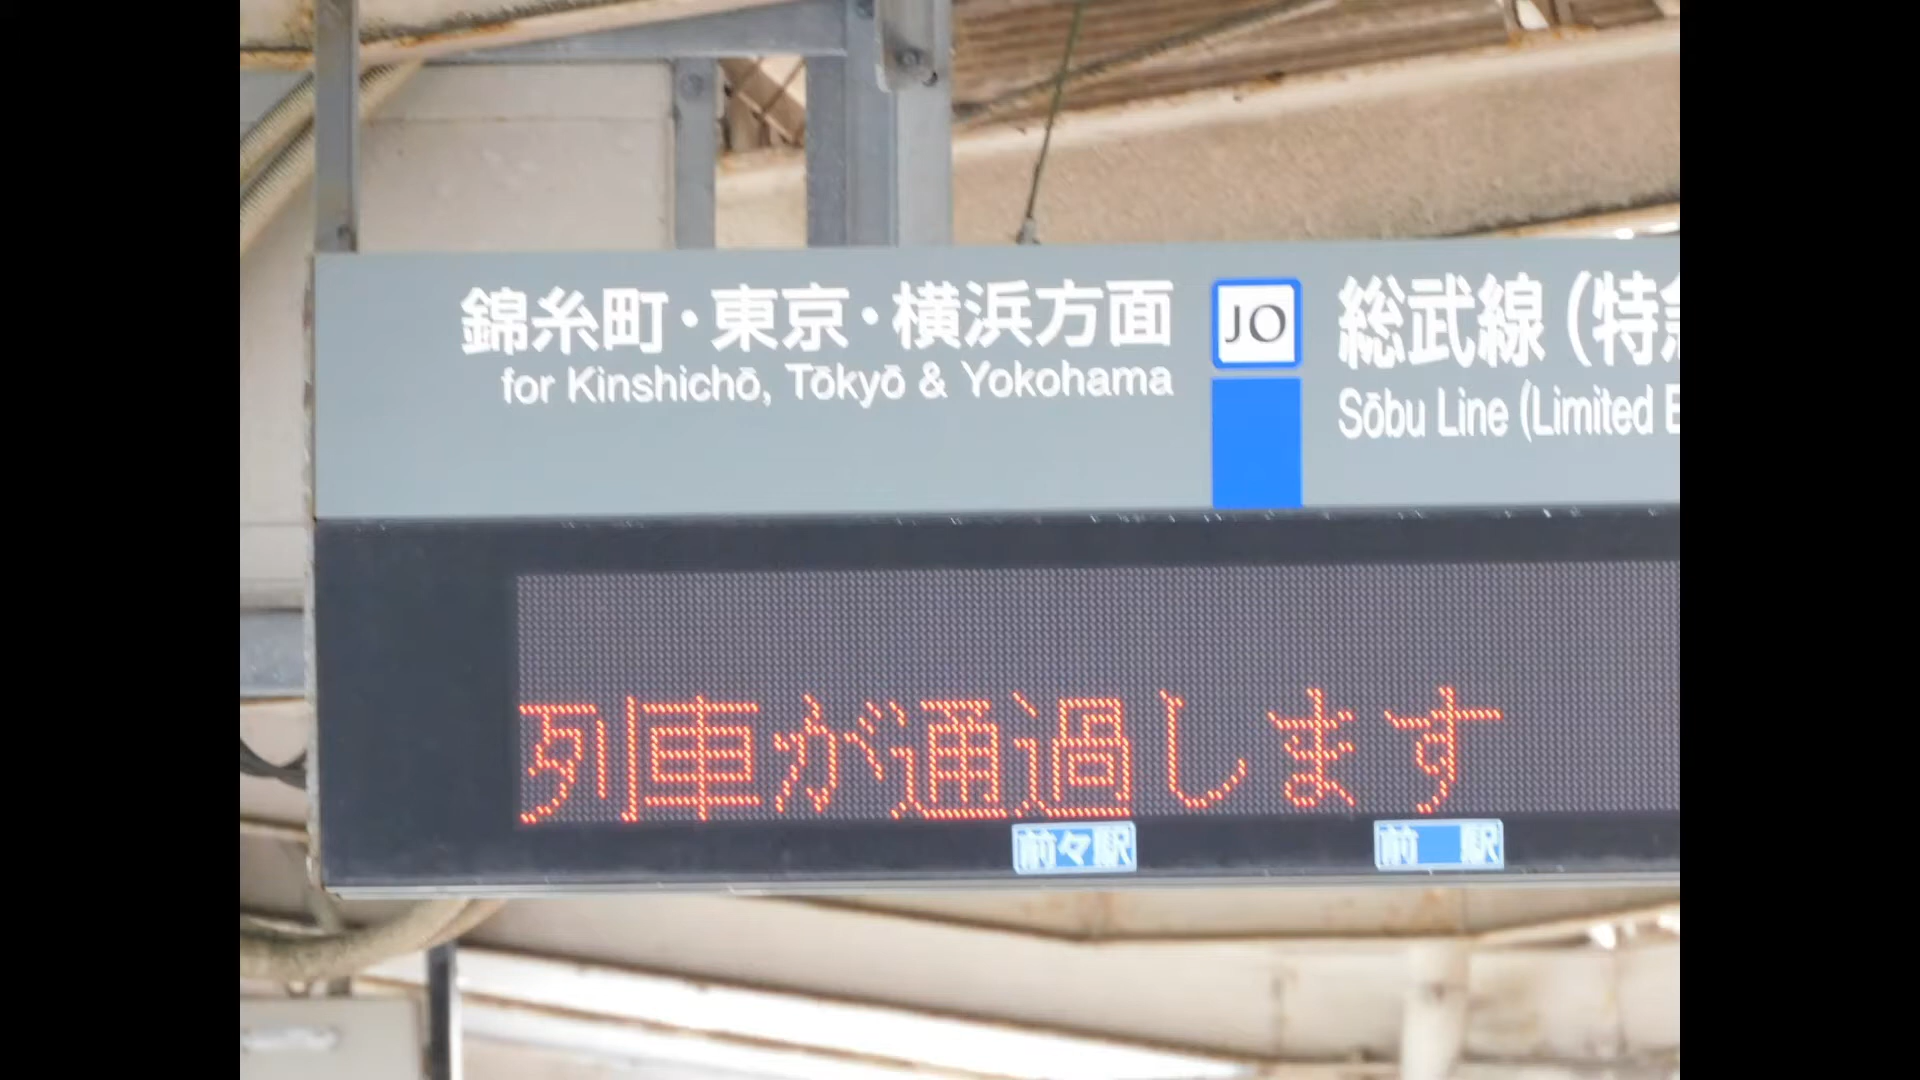 錦糸町・東京・横浜方面
for Kinshichō, Tōkyō & Yokohama
JO
総武線（特急
Sōbu Line (Limited E
列車が通過します
前々駅
前 駅